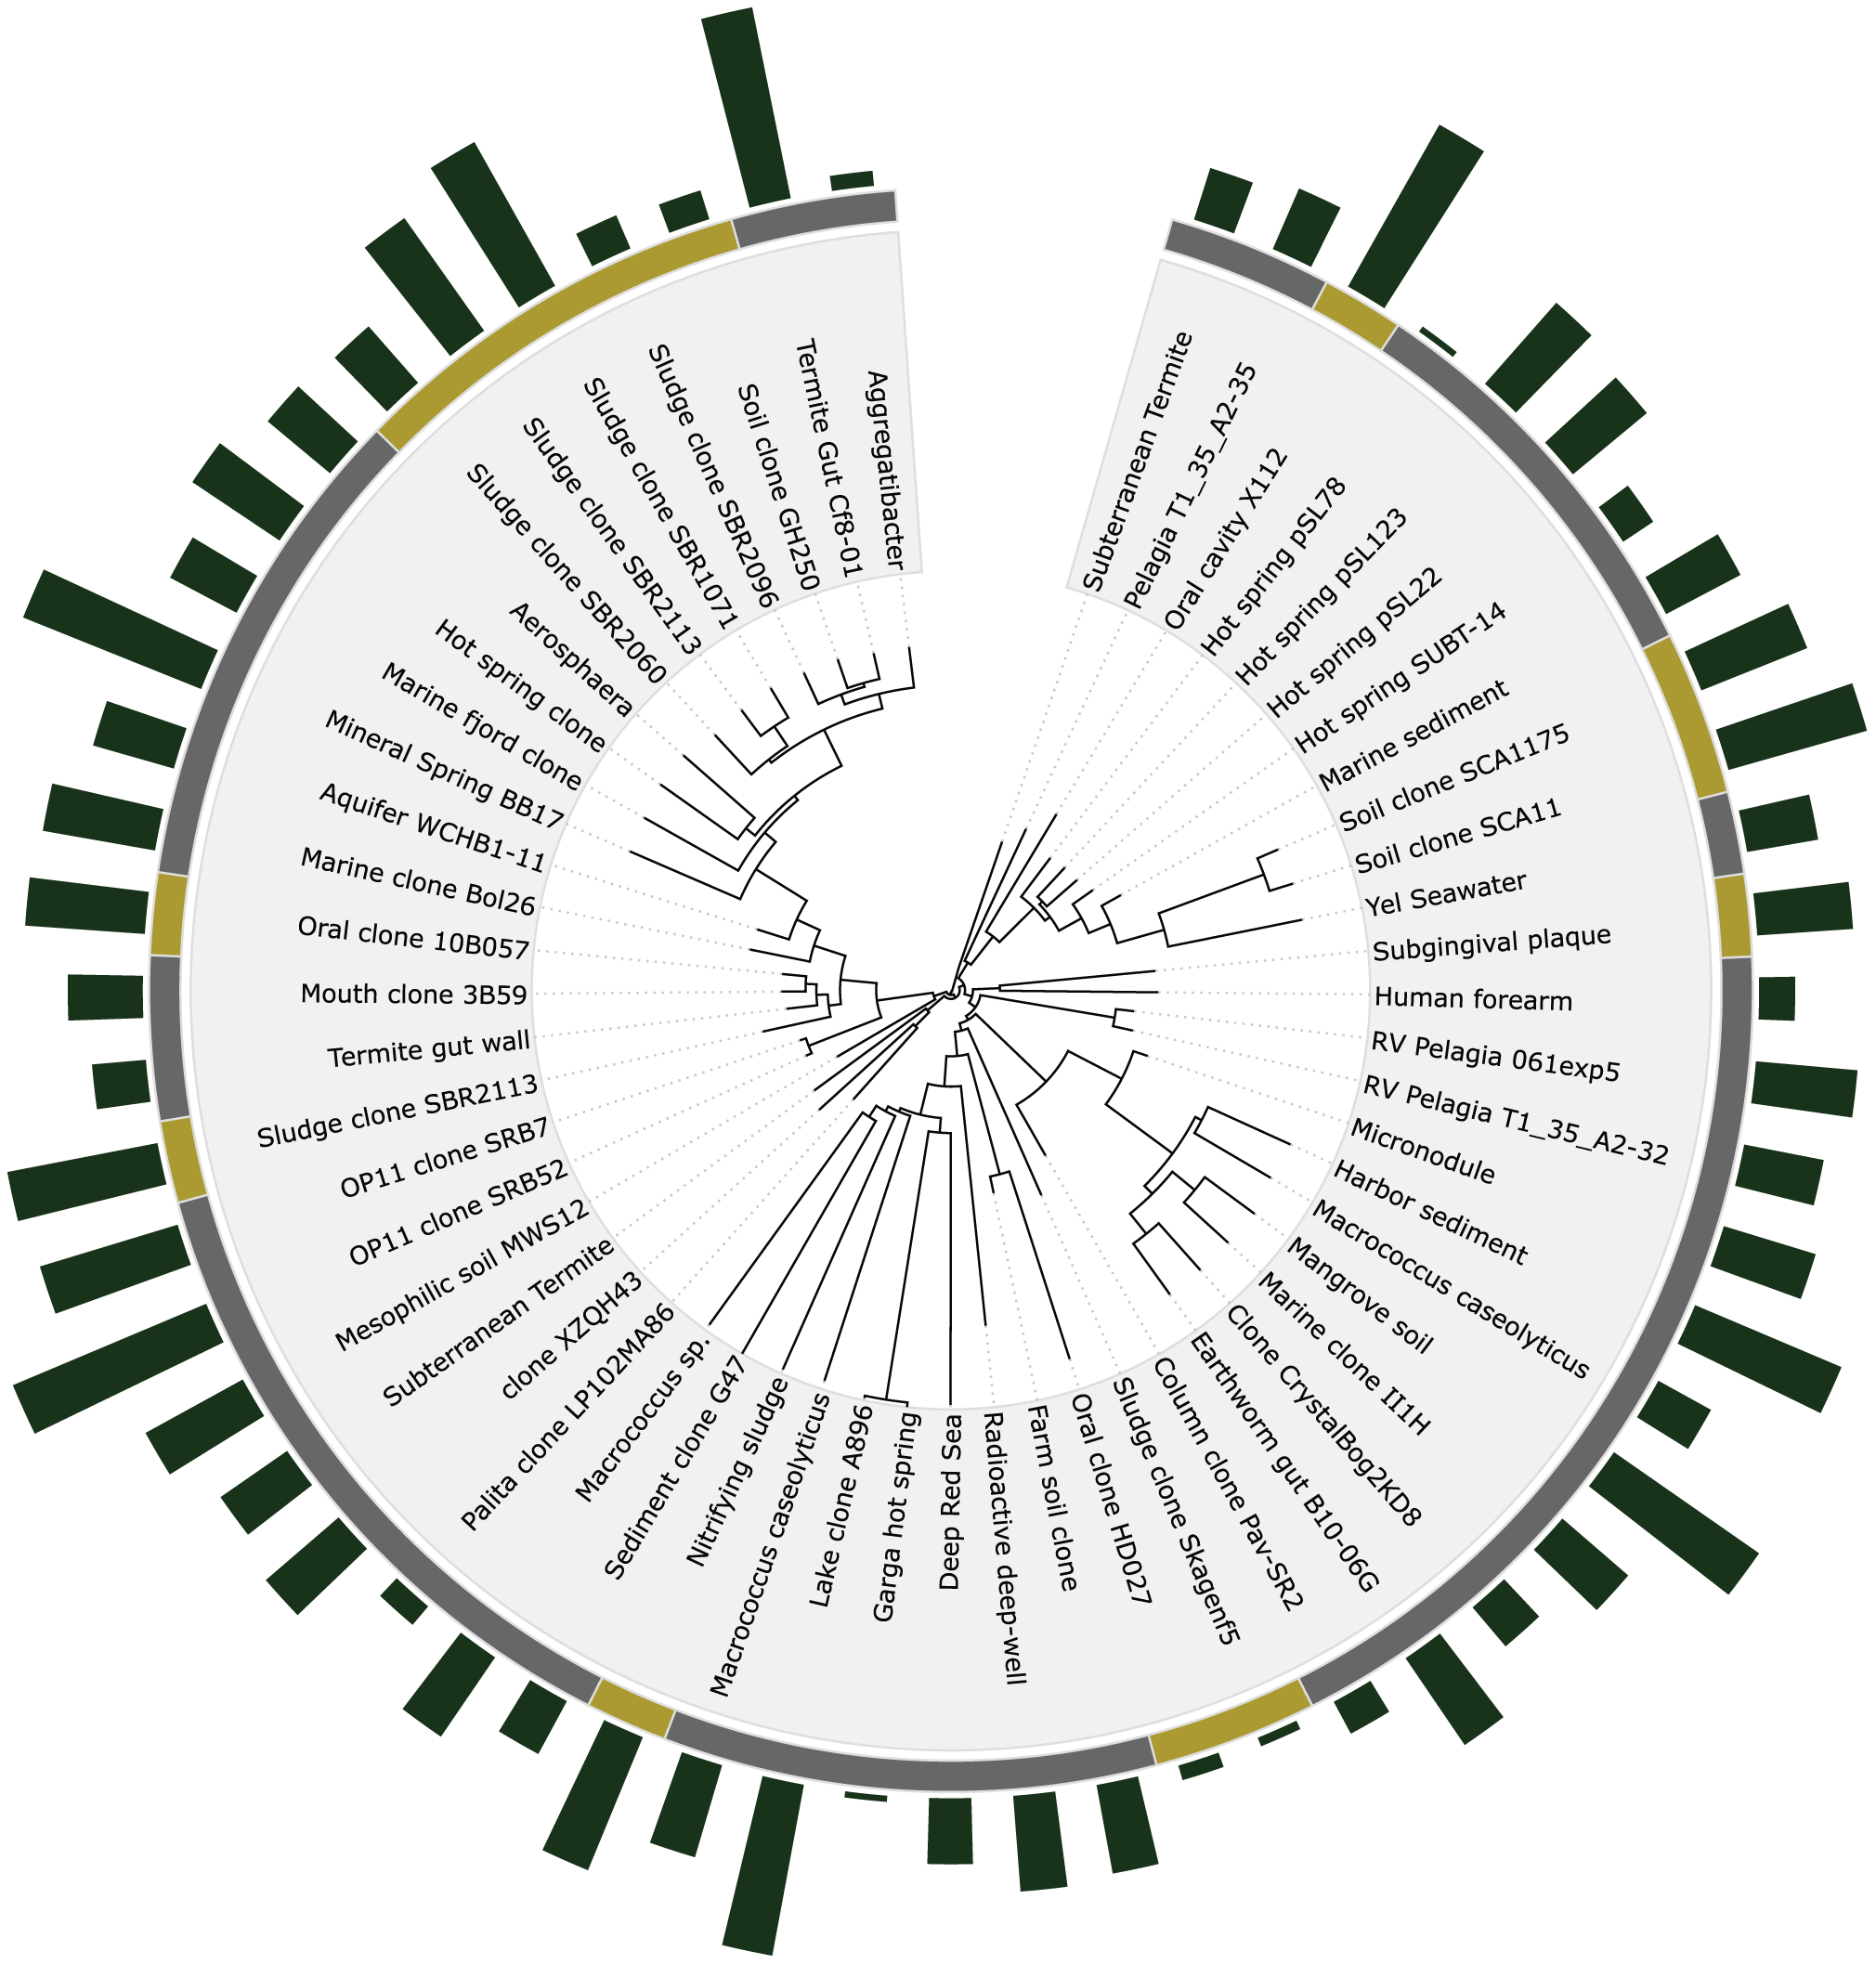 Subterranean Termite
Pelagia T1_35_A2-35
Oral cavity X112
Hot spring pSL78
Hot spring pSL123
Hot spring pSL22
Hot spring SUBT-14
Marine sediment
Soil clone SCA1175
Soil clone SCA11
Yel Seawater
Subgingival plaque
Human forearm
RV Pelagia 061exp5
RV Pelagia T1_35_A2-32
Micronodule
Harbor sediment
Macrococcus caseolyticus
Mangrove soil
Marine clone II1H
Clone CrystalBog2KD8
Earthworm gut B10-06G
Column clone Pav-SR2
Sludge clone Skagenf5
Oral clone HD027
Farm soil clone
Radioactive deep-well
Deep Red Sea
Garga hot spring
Lake clone A896
Macrococcus caseolyticus
Nitrifying sludge
Sediment clone G47
Macrococcus sp.
Palita clone LP102MA86
clone XZQH43
Subterranean Termite
Mesophilic soil MWS12
OP11 clone SRB52
OP11 clone SRB7
Sludge clone SBR2113
Termite gut wall
Mouth clone 3B59
Oral clone 10B057
Marine clone Bol26
Aquifer WCHB1-11
Mineral Spring BB17
Marine fjord clone
Hot spring clone
Aerosphaera
Sludge clone SBR2060
Sludge clone SBR2113
Sludge clone SBR1071
Sludge clone SBR2096
Soil clone GH250
Termite Gut Cf8-01
Aggregatibacter